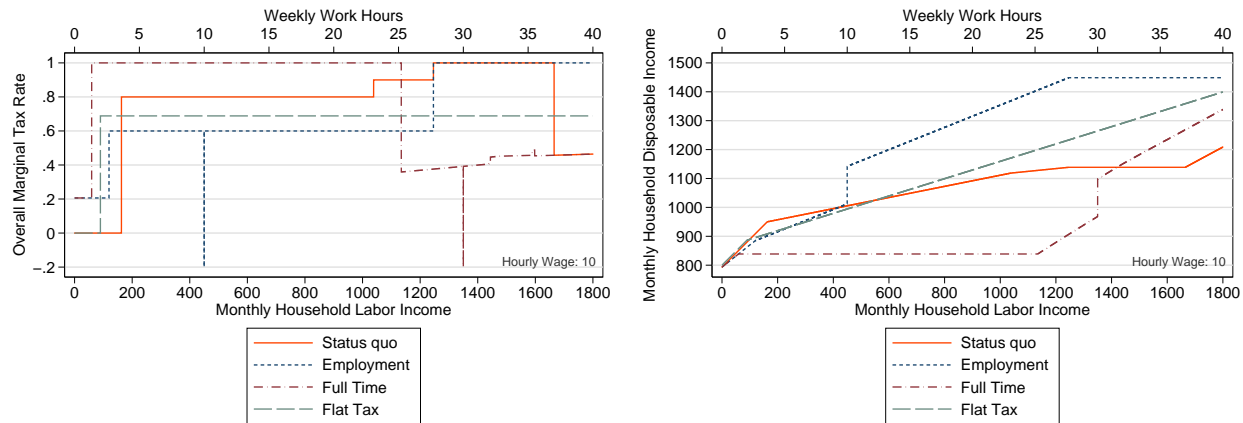 Weekly Work Hours
0 5 10 15 20 25 30 35 40
Overall Marginal Tax Rate
1
.8
.6
.4
.2
0
-.2
Hourly Wage: 10
0 200 400 600 800 1000 1200 1400 1600 1800
Monthly Household Labor Income
Status quo
Employment
Full Time
Flat Tax
Weekly Work Hours
0 5 10 15 20 25 30 35 40
Monthly Household Disposable Income
1500
1400
1300
1200
1100
1000
900
800
Hourly Wage: 10
0 200 400 600 800 1000 1200 1400 1600 1800
Monthly Household Labor Income
Status quo
Employment
Full Time
Flat Tax